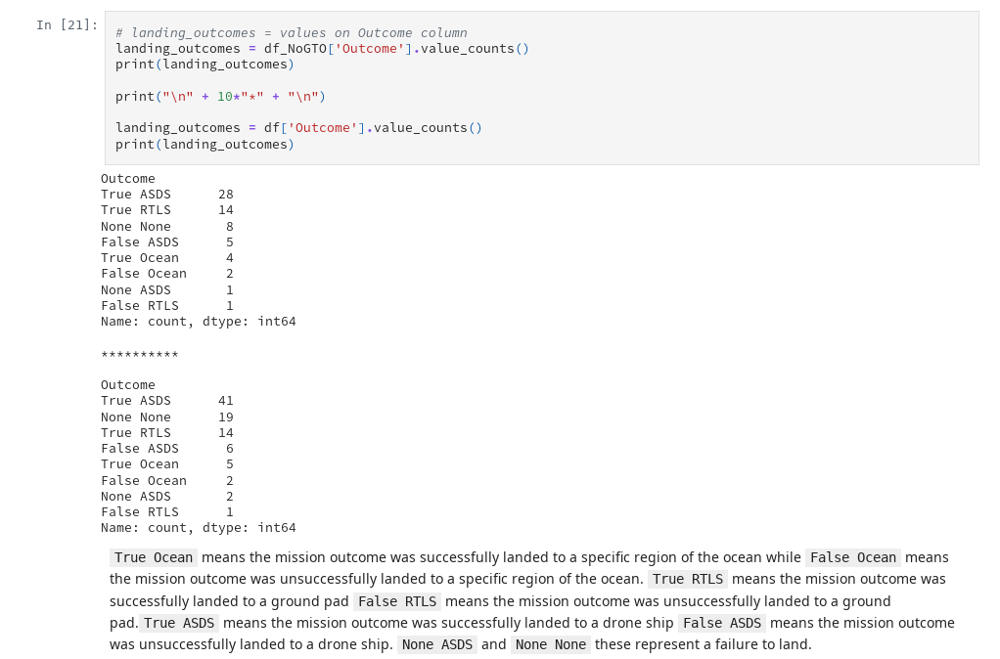 In [21]:
# landing_outcomes = values on Outcome column
landing_outcomes = df_NoGTO['Outcome'].value_counts()
print(landing_outcomes)
print("\n" + 10*"*" + "\n")
landing_outcomes = df['Outcome'].value_counts()
print(landing_outcomes)
Outcome
True ASDS      28
True RTLS      14
None None       8
False ASDS      5
True Ocean      4
False Ocean     2
None ASDS       1
False RTLS      1
Name: count, dtype: int64
**********
Outcome
True ASDS      41
None None      19
True RTLS      14
False ASDS      6
True Ocean      5
False Ocean     2
None ASDS       2
False RTLS      1
Name: count, dtype: int64
True Ocean means the mission outcome was successfully landed to a specific region of the ocean while False Ocean means
the mission outcome was unsuccessfully landed to a specific region of the ocean. True RTLS means the mission outcome was
successfully landed to a ground pad False RTLS means the mission outcome was unsuccessfully landed to a ground
pad. True ASDS means the mission outcome was successfully landed to a drone ship False ASDS means the mission outcome
was unsuccessfully landed to a drone ship. None ASDS and None None these represent a failure to land.